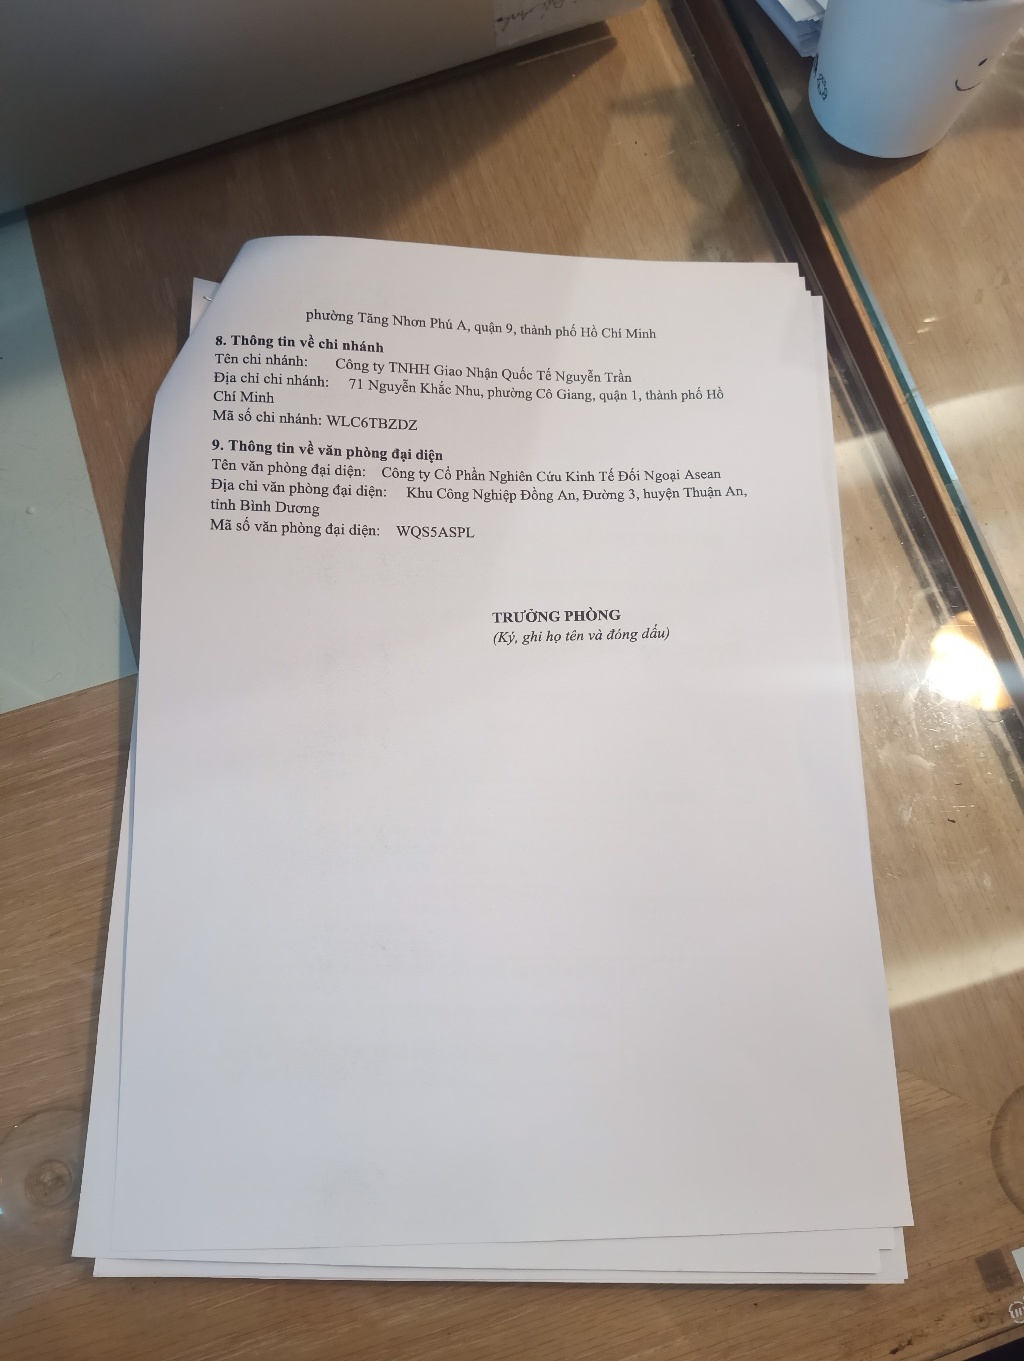 phường Tăng Nhơn Phú A, quận 9, thành phố Hồ Chí Minh
8. Thông tin về chi nhánh
Tên chi nhánh: Công ty TNHH Giao Nhận Quốc Tế Nguyễn Trần
Địa chỉ chi nhánh: 71 Nguyễn Khắc Nhu, phường Cô Giang, quận 1, thành phố Hồ
Chí Minh
Mã số chi nhánh: WLC6TBZDZ
9. Thông tin về văn phòng đại diện
Tên văn phòng đại diện: Công ty Cổ Phần Nghiên Cứu Kinh Tế Đối Ngoại Asean
Địa chỉ văn phòng đại diện: Khu Công Nghiệp Đồng An, Đường 3, huyện Thuận An,
tỉnh Bình Dương
Mã số văn phòng đại diện: WQS5ASPL
TRƯỞNG PHÒNG
(Ký, ghi họ tên và đóng dấu)